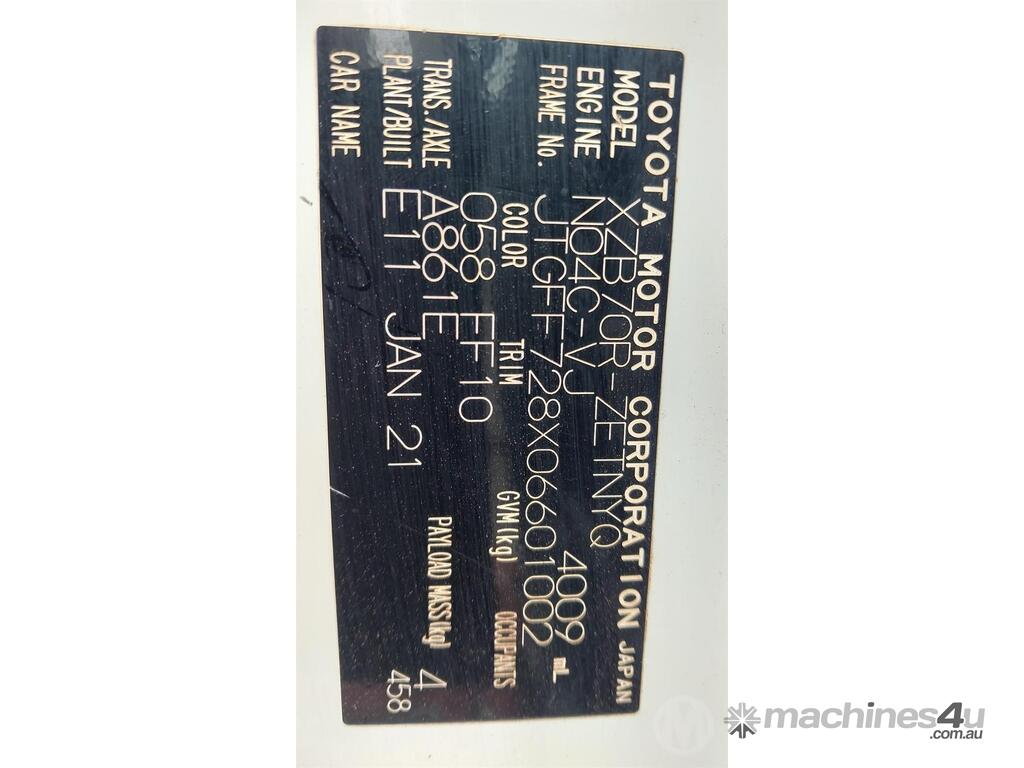 TOYOTA MOTOR CORPORATION JAPAN
MODEL XZB70R-ZETNYQ
ENGINE N04C-VJ 4009 mL
FRAME No. JTGFF728X06601002
COLOR TRIM GVM(kg) OCCUPANTS
058 FF10 4
TRANS./AXLE A861E PAYLOAD MASS(kg)
PLANT/BUILT E11 JAN 21 458
CAR NAME
M
machines4u
.com.au